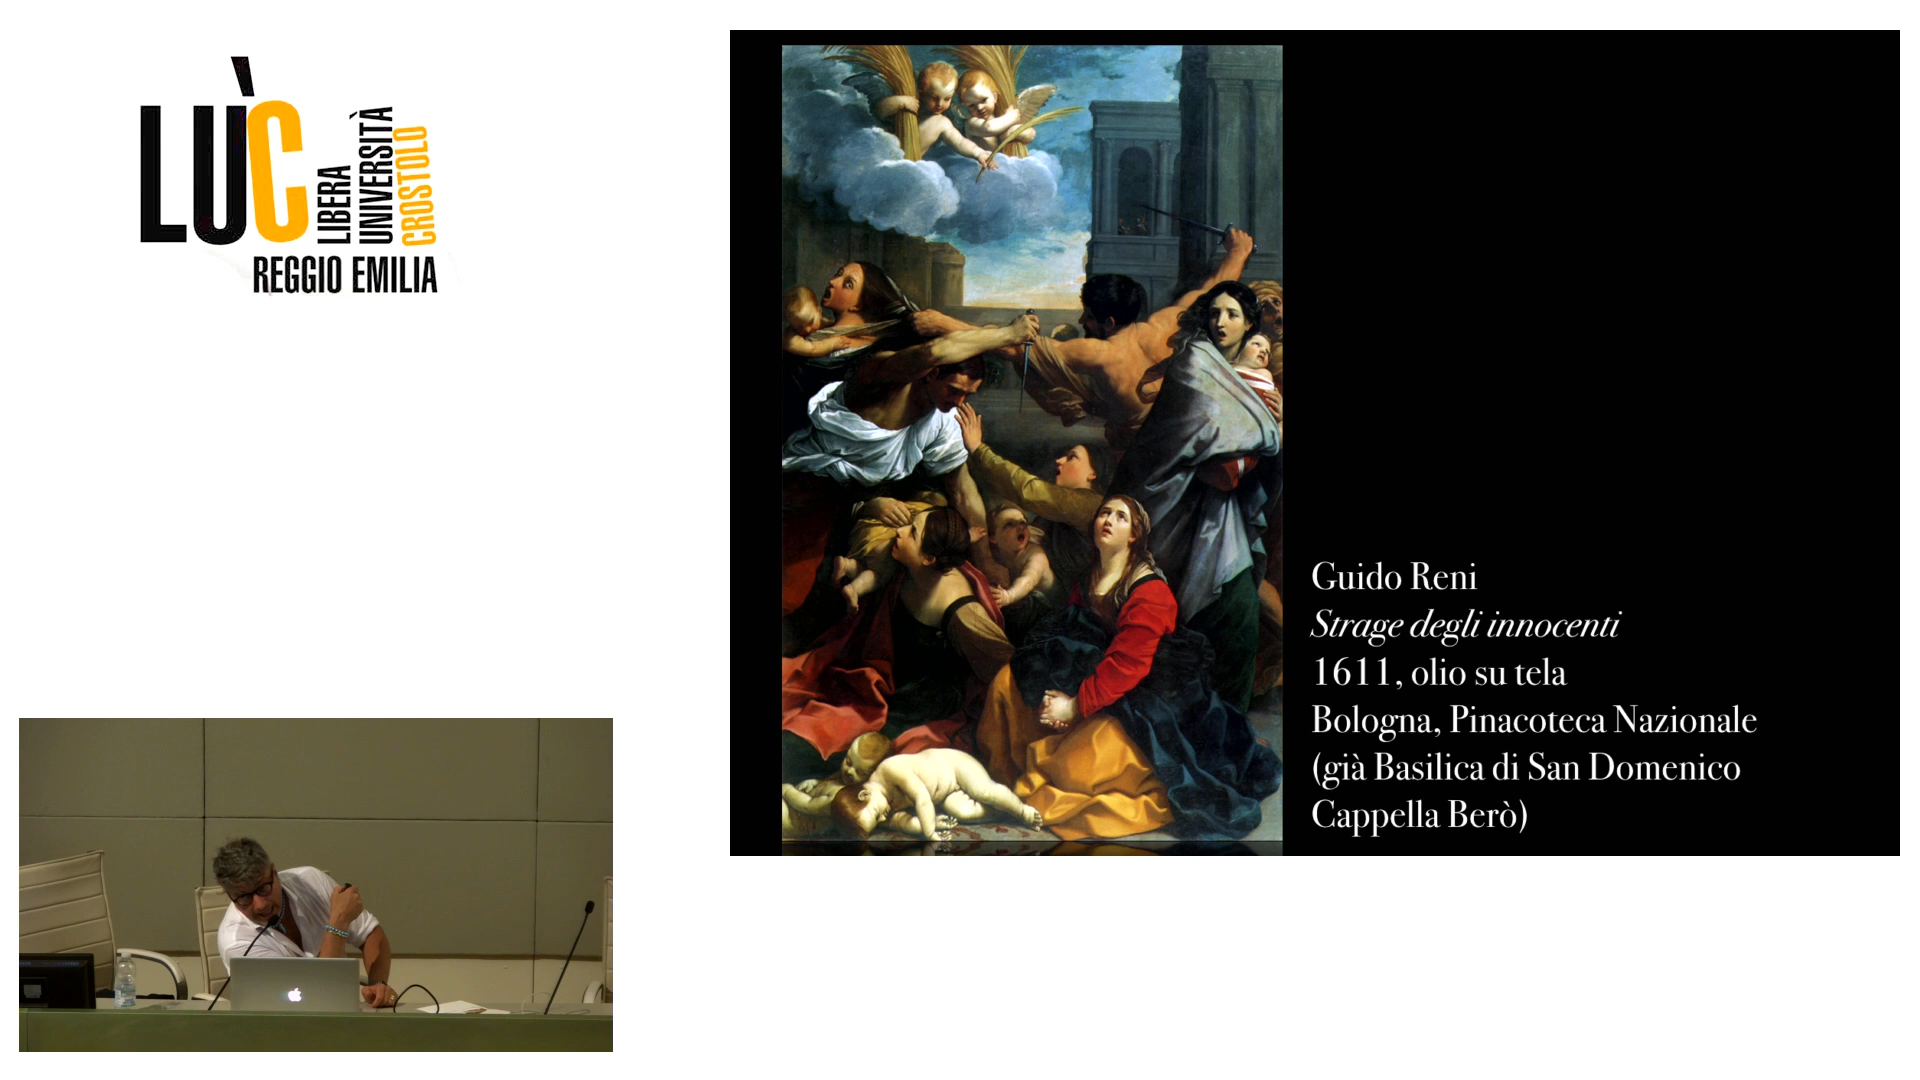 LÙC
LIBERA
UNIVERSITÀ
CROSTOLO
REGGIO EMILIA
Guido Reni
Strage degli innocenti
1611, olio su tela
Bologna, Pinacoteca Nazionale
(già Basilica di San Domenico
Cappella Berò)